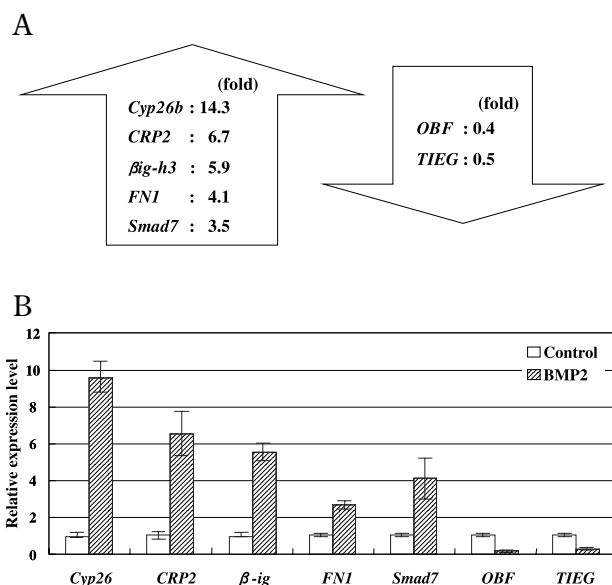 A
(fold)
Cyp26b : 14.3
CRP2 : 6.7
βig-h3 : 5.9
FN1 : 4.1
Smad7 : 3.5
(fold)
OBF : 0.4
TIEG : 0.5
B
Relative expression level
12
10
8
6
4
2
0
Control
BMP2
Cyp26 CRP2 β-ig FN1 Smad7 OBF TIEG